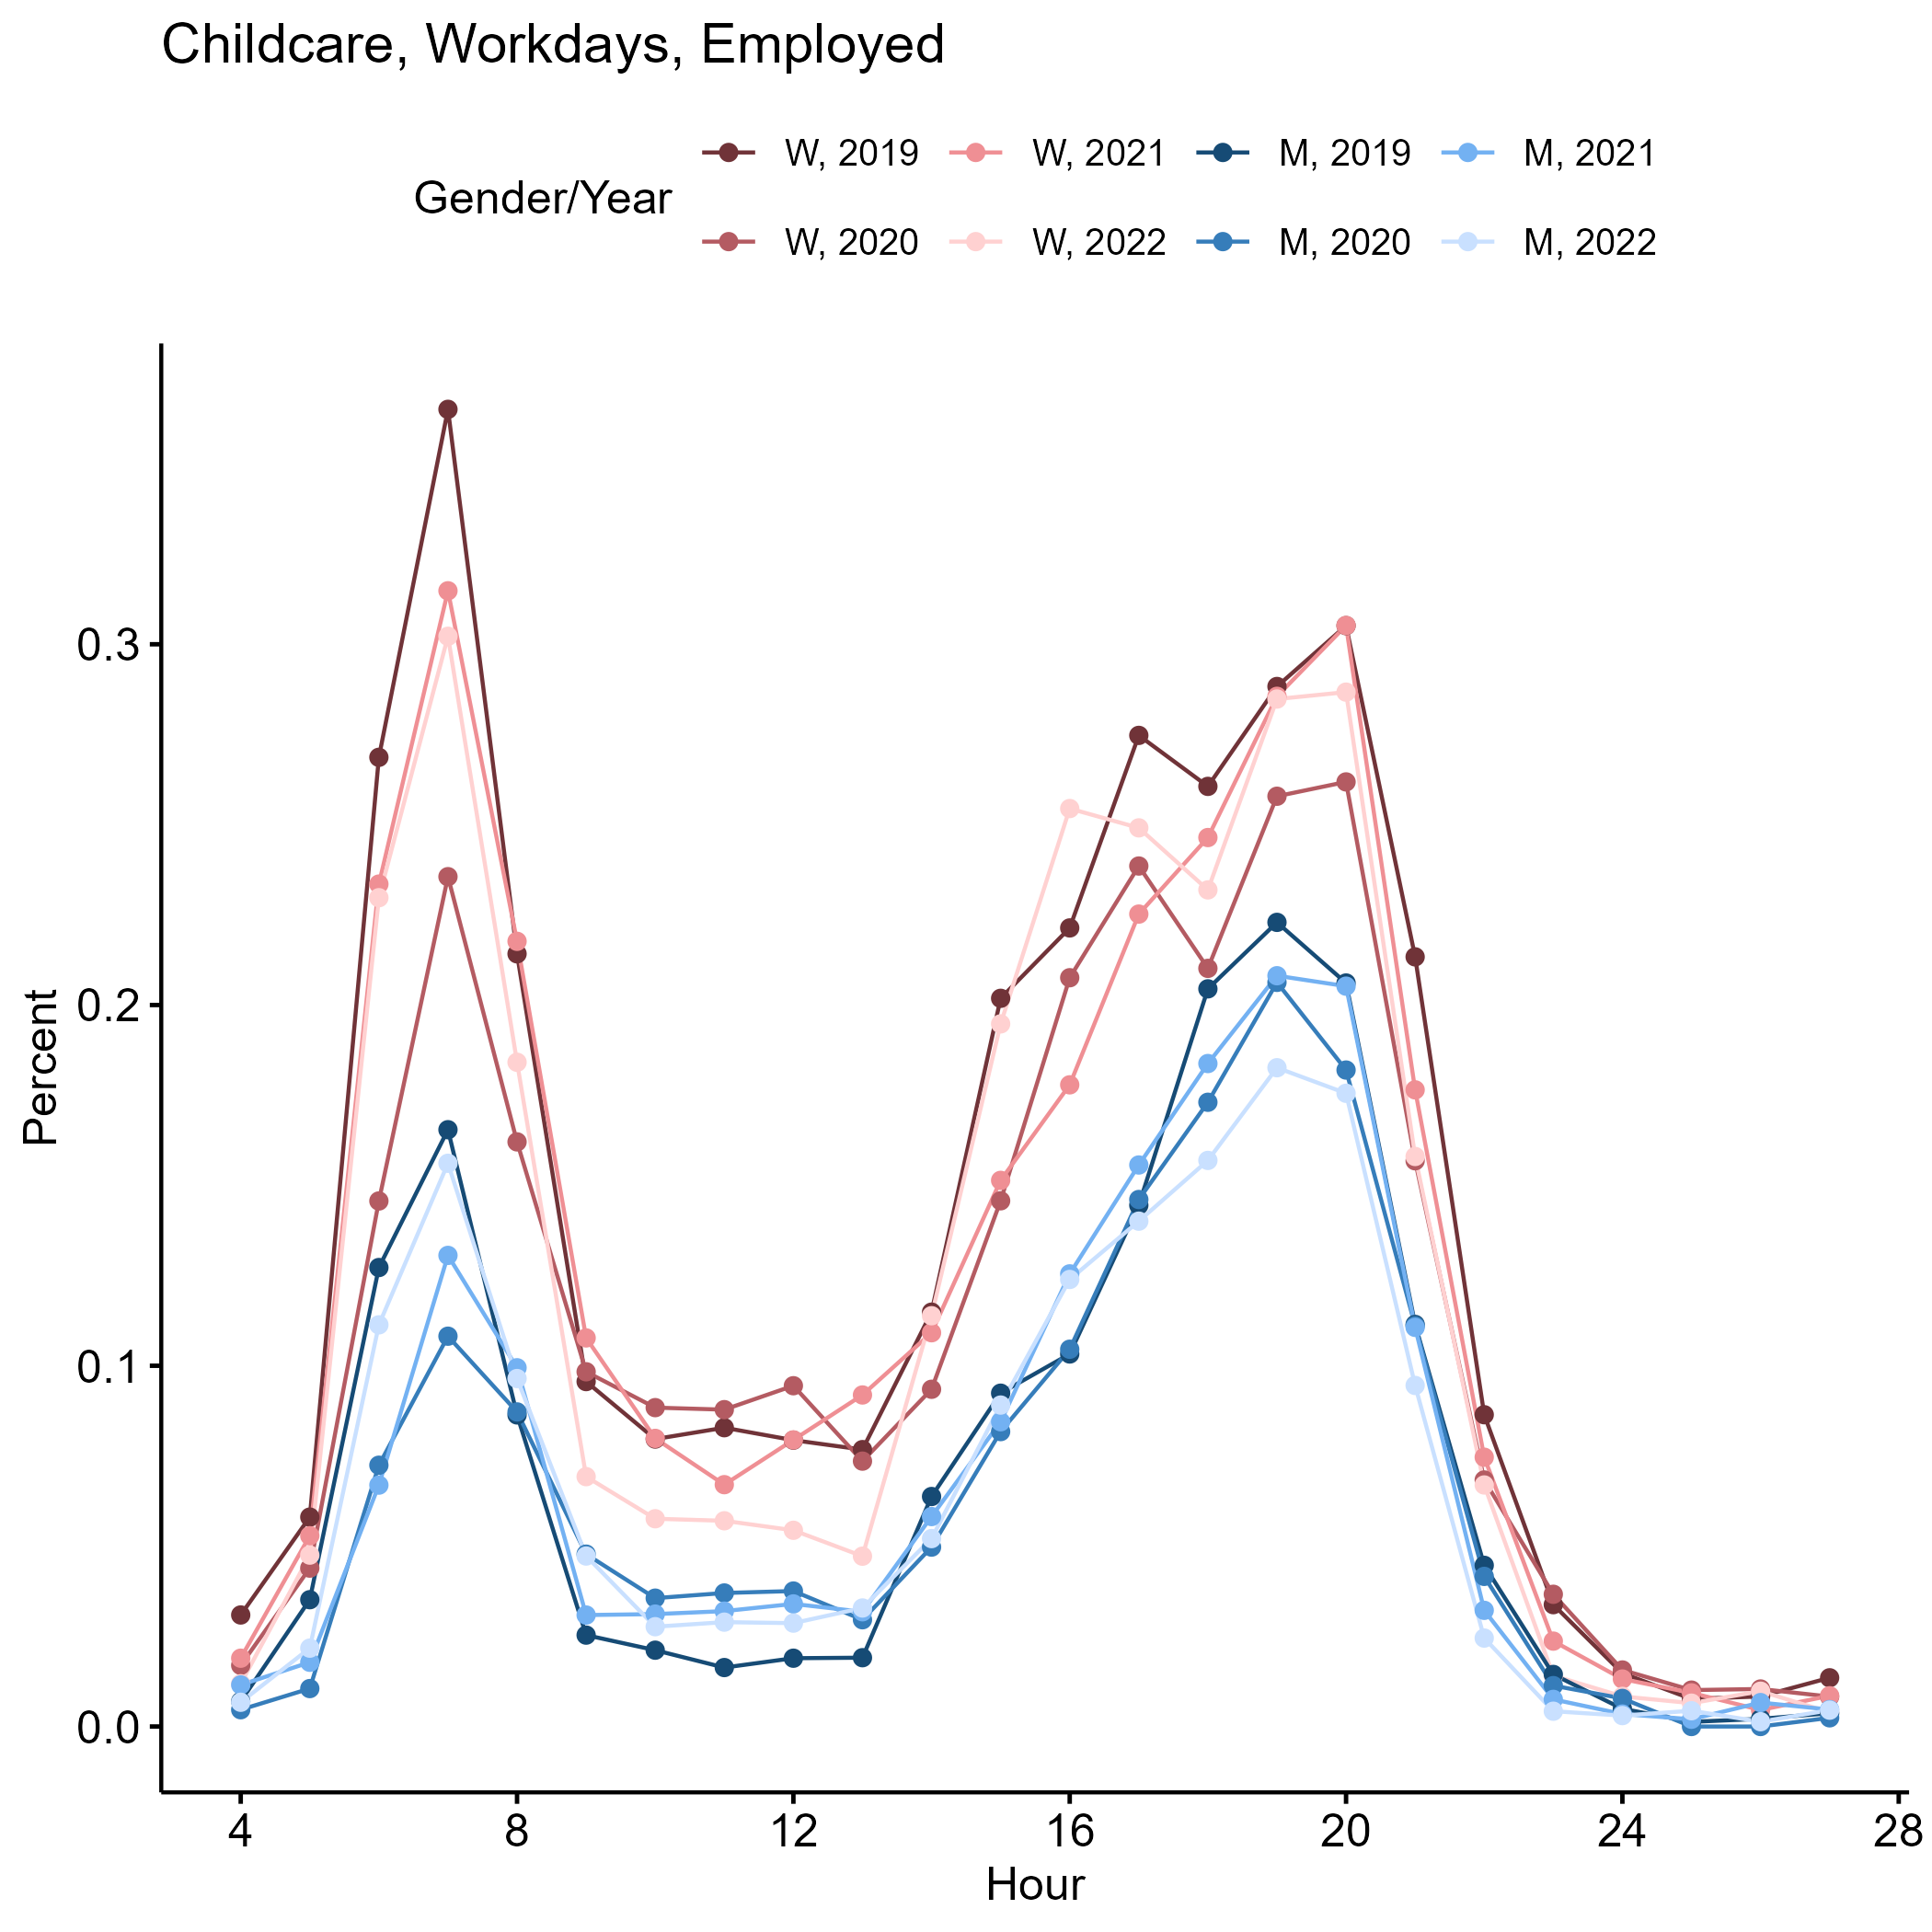 Childcare, Workdays, Employed
Gender/Year
W, 2019 W, 2021 M, 2019 M, 2021
W, 2020 W, 2022 M, 2020 M, 2022
Percent
0.3
0.2
0.1
0.0
4 8 12 16 20 24 28
Hour